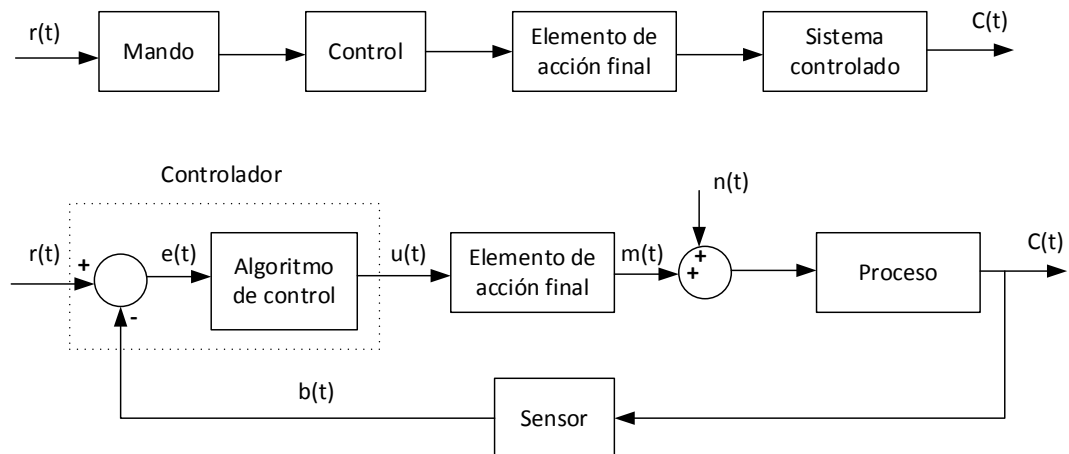 r(t)
Mando
Control
Elemento de
acción final
Sistema
controlado
C(t)
Controlador
n(t)
r(t)
+
-
e(t)
Algoritmo
de control
u(t)
Elemento de
acción final
m(t)
+
+
Proceso
C(t)
b(t)
Sensor